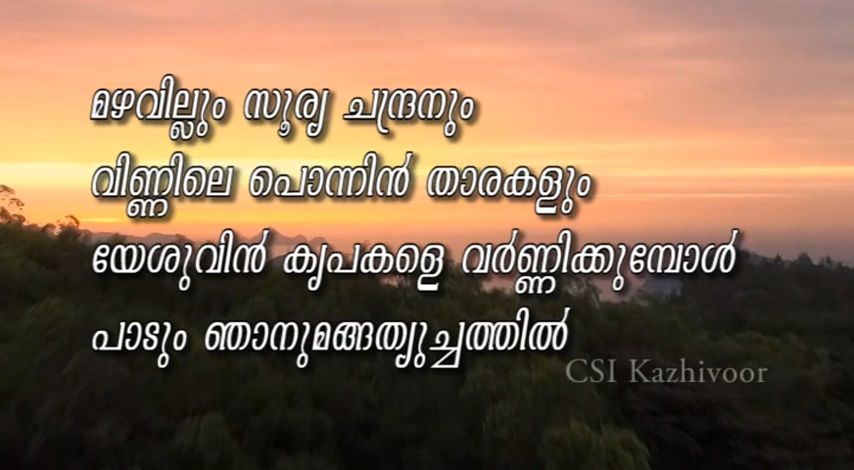 മഴവില്ലും സൂര്യ ചന്ദ്രനും
വിണ്ണിലെ പൊന്നിൻ താരകളും
യേശുവിൻ കൃപകളെ വർണ്ണിക്കുമ്പോൾ
പാടും ഞാനുമങ്ങത്യുച്ചത്തിൽ
CSI Kazhivoor